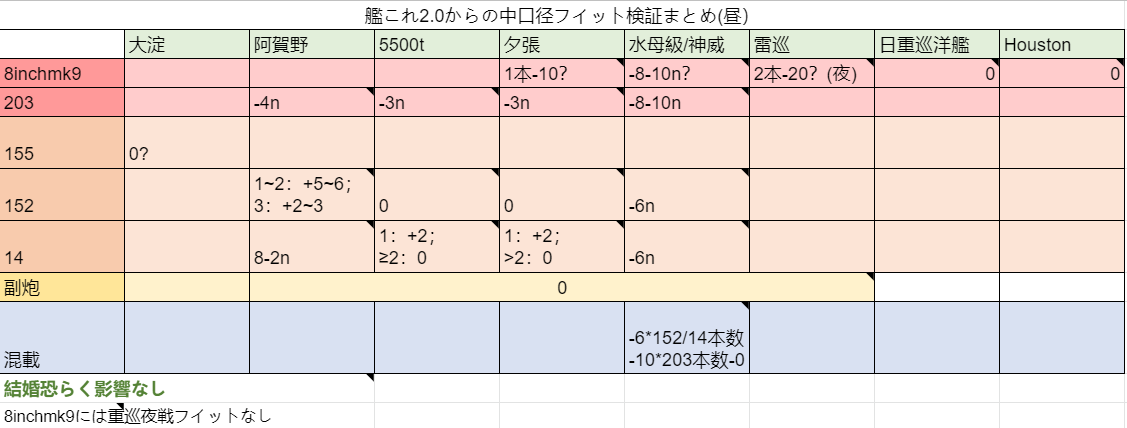 艦これ2.0からの中口径フイット検証まとめ(昼)
大淀 阿賀野 5500t 夕張 水母級/神威 雷巡 日重巡洋艦 Houston
8inchmk9 1本-10? -8-10n? 2本-20? (夜) 0 0
203 -4n -3n -3n -8-10n
155 0?
152 1~2：+5~6； 3：+2~3 0 0 -6n
14 8-2n 1：+2； ≥2：0 1：+2； >2：0 -6n
副炮 0
混載 -6*152/14本数 -10*203本数-0
結婚恐らく影響なし
8inchmk9には重巡夜戦フイットなし